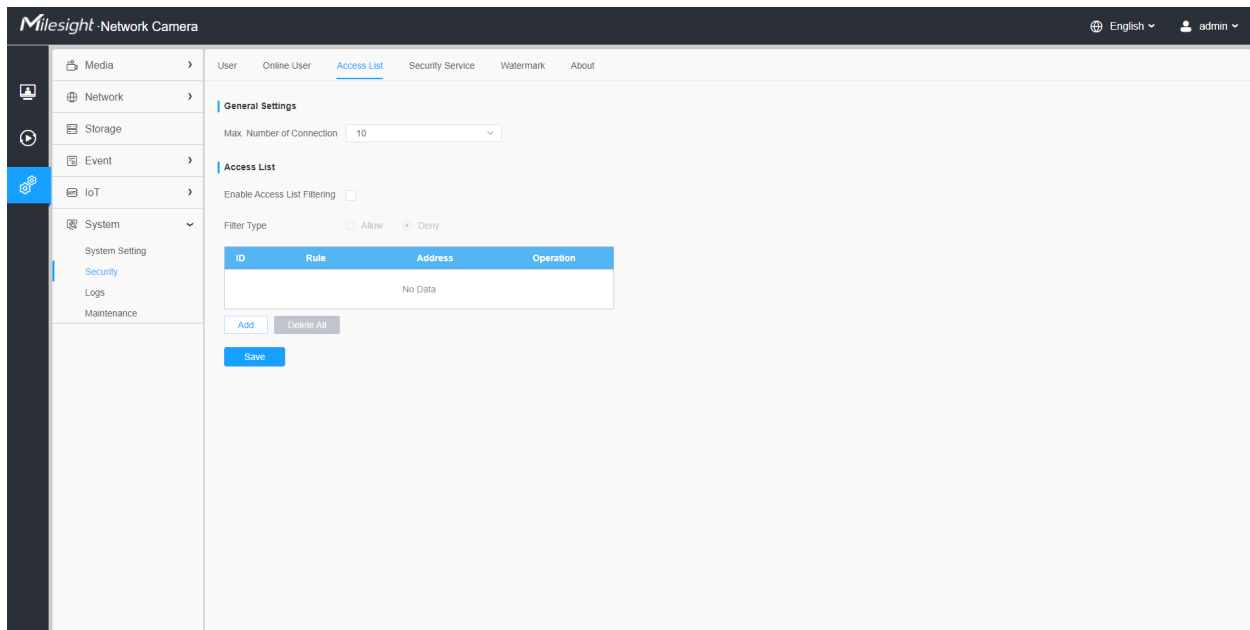 Milesight · Network Camera
English
admin
Media
Network
Storage
Event
IoT
System
System Setting
Security
Logs
Maintenance
User Online User Access List Security Service Watermark About
General Settings
Max. Number of Connection 10
Access List
Enable Access List Filtering
Filter Type Allow Deny
ID Rule Address Operation
No Data
Add Delete All
Save